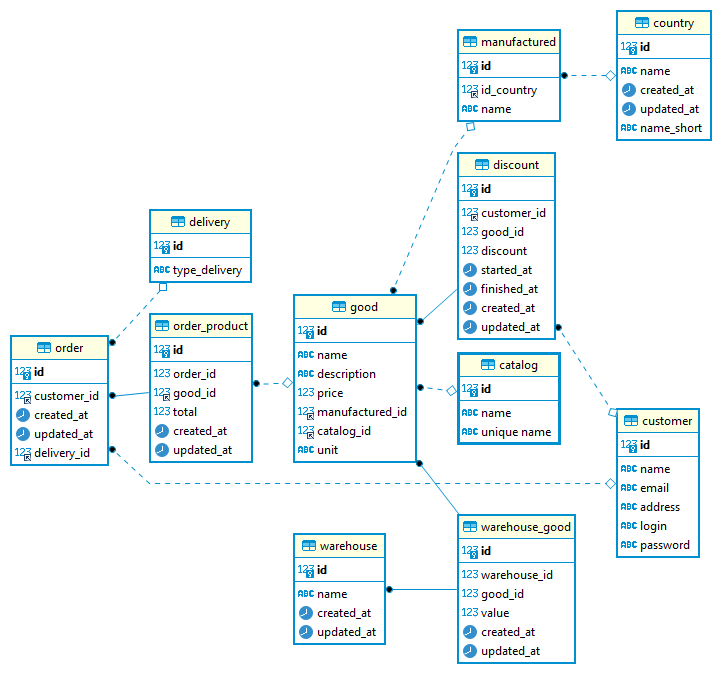 country
123 id
ABC name
created_at
updated_at
ABC name_short
manufactured
123 id
123 id_country
ABC name
discount
123 id
123 customer_id
123 good_id
123 discount
started_at
finished_at
created_at
updated_at
delivery
123 id
ABC type_delivery
good
123 id
ABC name
ABC description
123 price
123 manufactured_id
123 catalog_id
ABC unit
order_product
123 id
123 order_id
123 good_id
123 total
created_at
updated_at
order
123 id
123 customer_id
created_at
updated_at
123 delivery_id
catalog
123 id
ABC name
ABC unique name
customer
123 id
ABC name
ABC email
ABC address
ABC login
ABC password
warehouse
123 id
ABC name
created_at
updated_at
warehouse_good
123 id
123 warehouse_id
123 good_id
123 value
created_at
updated_at